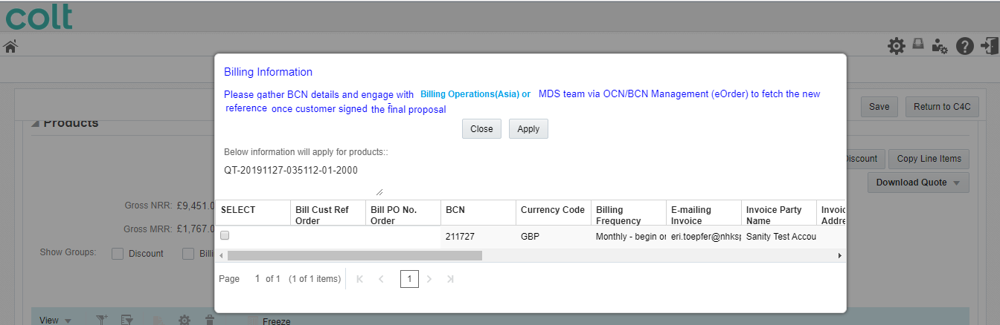 colt
Billing Information
Please gather BCN details and engage with Billing Operations(Asia) or MDS team via OCN/BCN Management (eOrder) to fetch the new
reference once customer signed the final proposal
Save
Return to C4C
Products
Close
Apply
Below information will apply for products::
QT-20191127-035112-01-2000
iscount
Copy Line Items
Download Quote
Gross NRR: £9,451.0
Gross MRR: £1,767.0
SELECT
Bill Cust Ref
Order
Bill PO No.
Order
BCN
Currency Code
Billing
Frequency
E-mailing
Invoice
Invoice Party
Name
Invoic
Addre
211727
GBP
Monthly - begin or
eri.toepfer@nhksp
Sanity Test Accou
Show Groups:
Discount
Billi
Page 1 of 1 (1 of 1 items)
1
View
Freeze